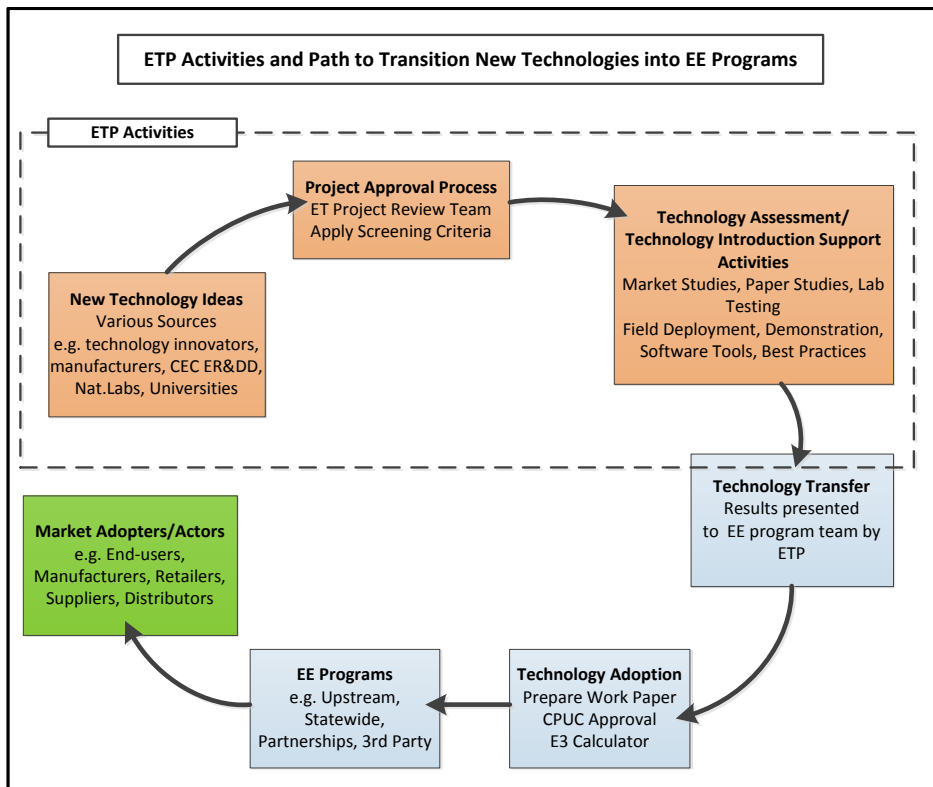 ETP Activities and Path to Transition New Technologies into EE Programs
ETP Activities
New Technology Ideas
Various Sources
e.g. technology innovators,
manufacturers, CEC ER&DD,
Nat.Labs, Universities
Project Approval Process
ET Project Review Team
Apply Screening Criteria
Technology Assessment/
Technology Introduction Support
Activities
Market Studies, Paper Studies, Lab
Testing
Field Deployment, Demonstration,
Software Tools, Best Practices
Technology Transfer
Results presented
to EE program team by
ETP
Technology Adoption
Prepare Work Paper
CPUC Approval
E3 Calculator
EE Programs
e.g. Upstream,
Statewide,
Partnerships, 3rd Party
Market Adopters/Actors
e.g. End-users,
Manufacturers, Retailers,
Suppliers, Distributors